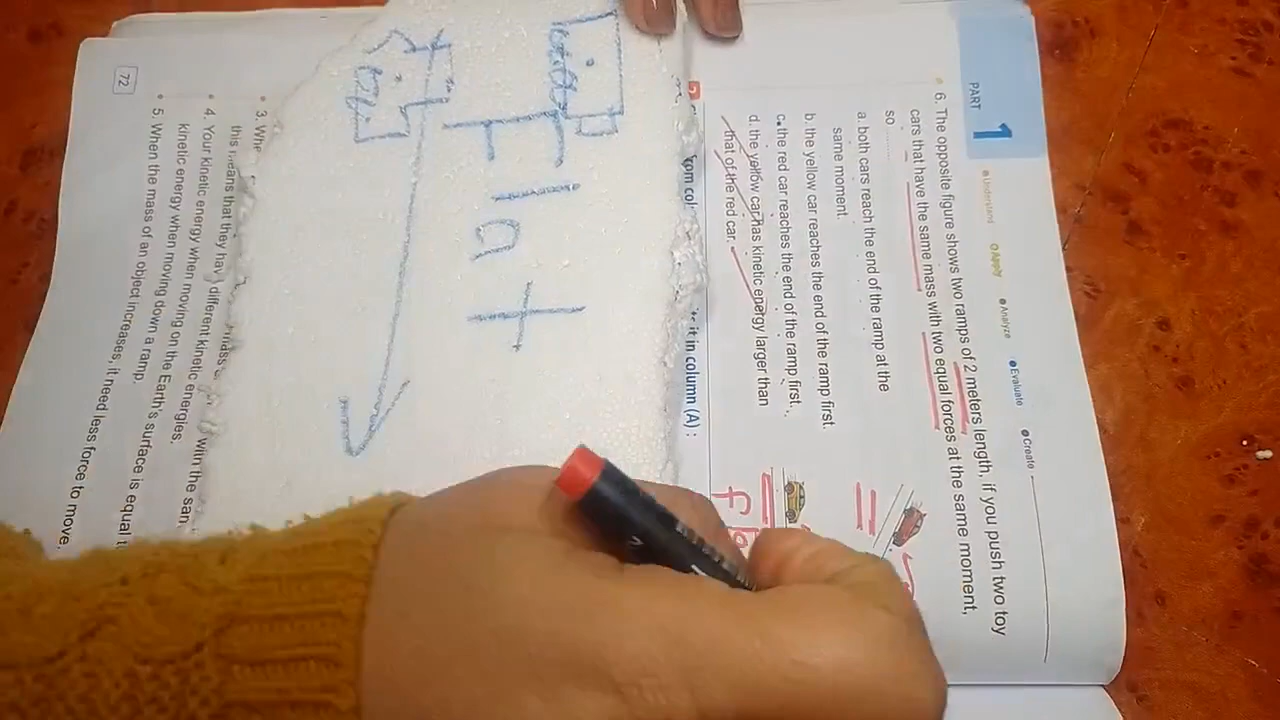 PART 1
Understand Apply Analyze Evaluate Create
6. The opposite figure shows two ramps of 2 meters length, if you push two toy
cars that have the same mass with two equal forces at the same moment,
so ..........
a. both cars reach the end of the ramp at the
same moment.
b. the yellow car reaches the end of the ramp first.
c. the red car reaches the end of the ramp first.
d. the yellow car has kinetic energy larger than
that of the red car.
it in column (A) :
Flat
3.
this means that they have different kinetic energies.
4. Your kinetic energy when moving on the Earth's surface is equal
kinetic energy when moving down a ramp.
5. When the mass of an object increases, it need less force to move.
72